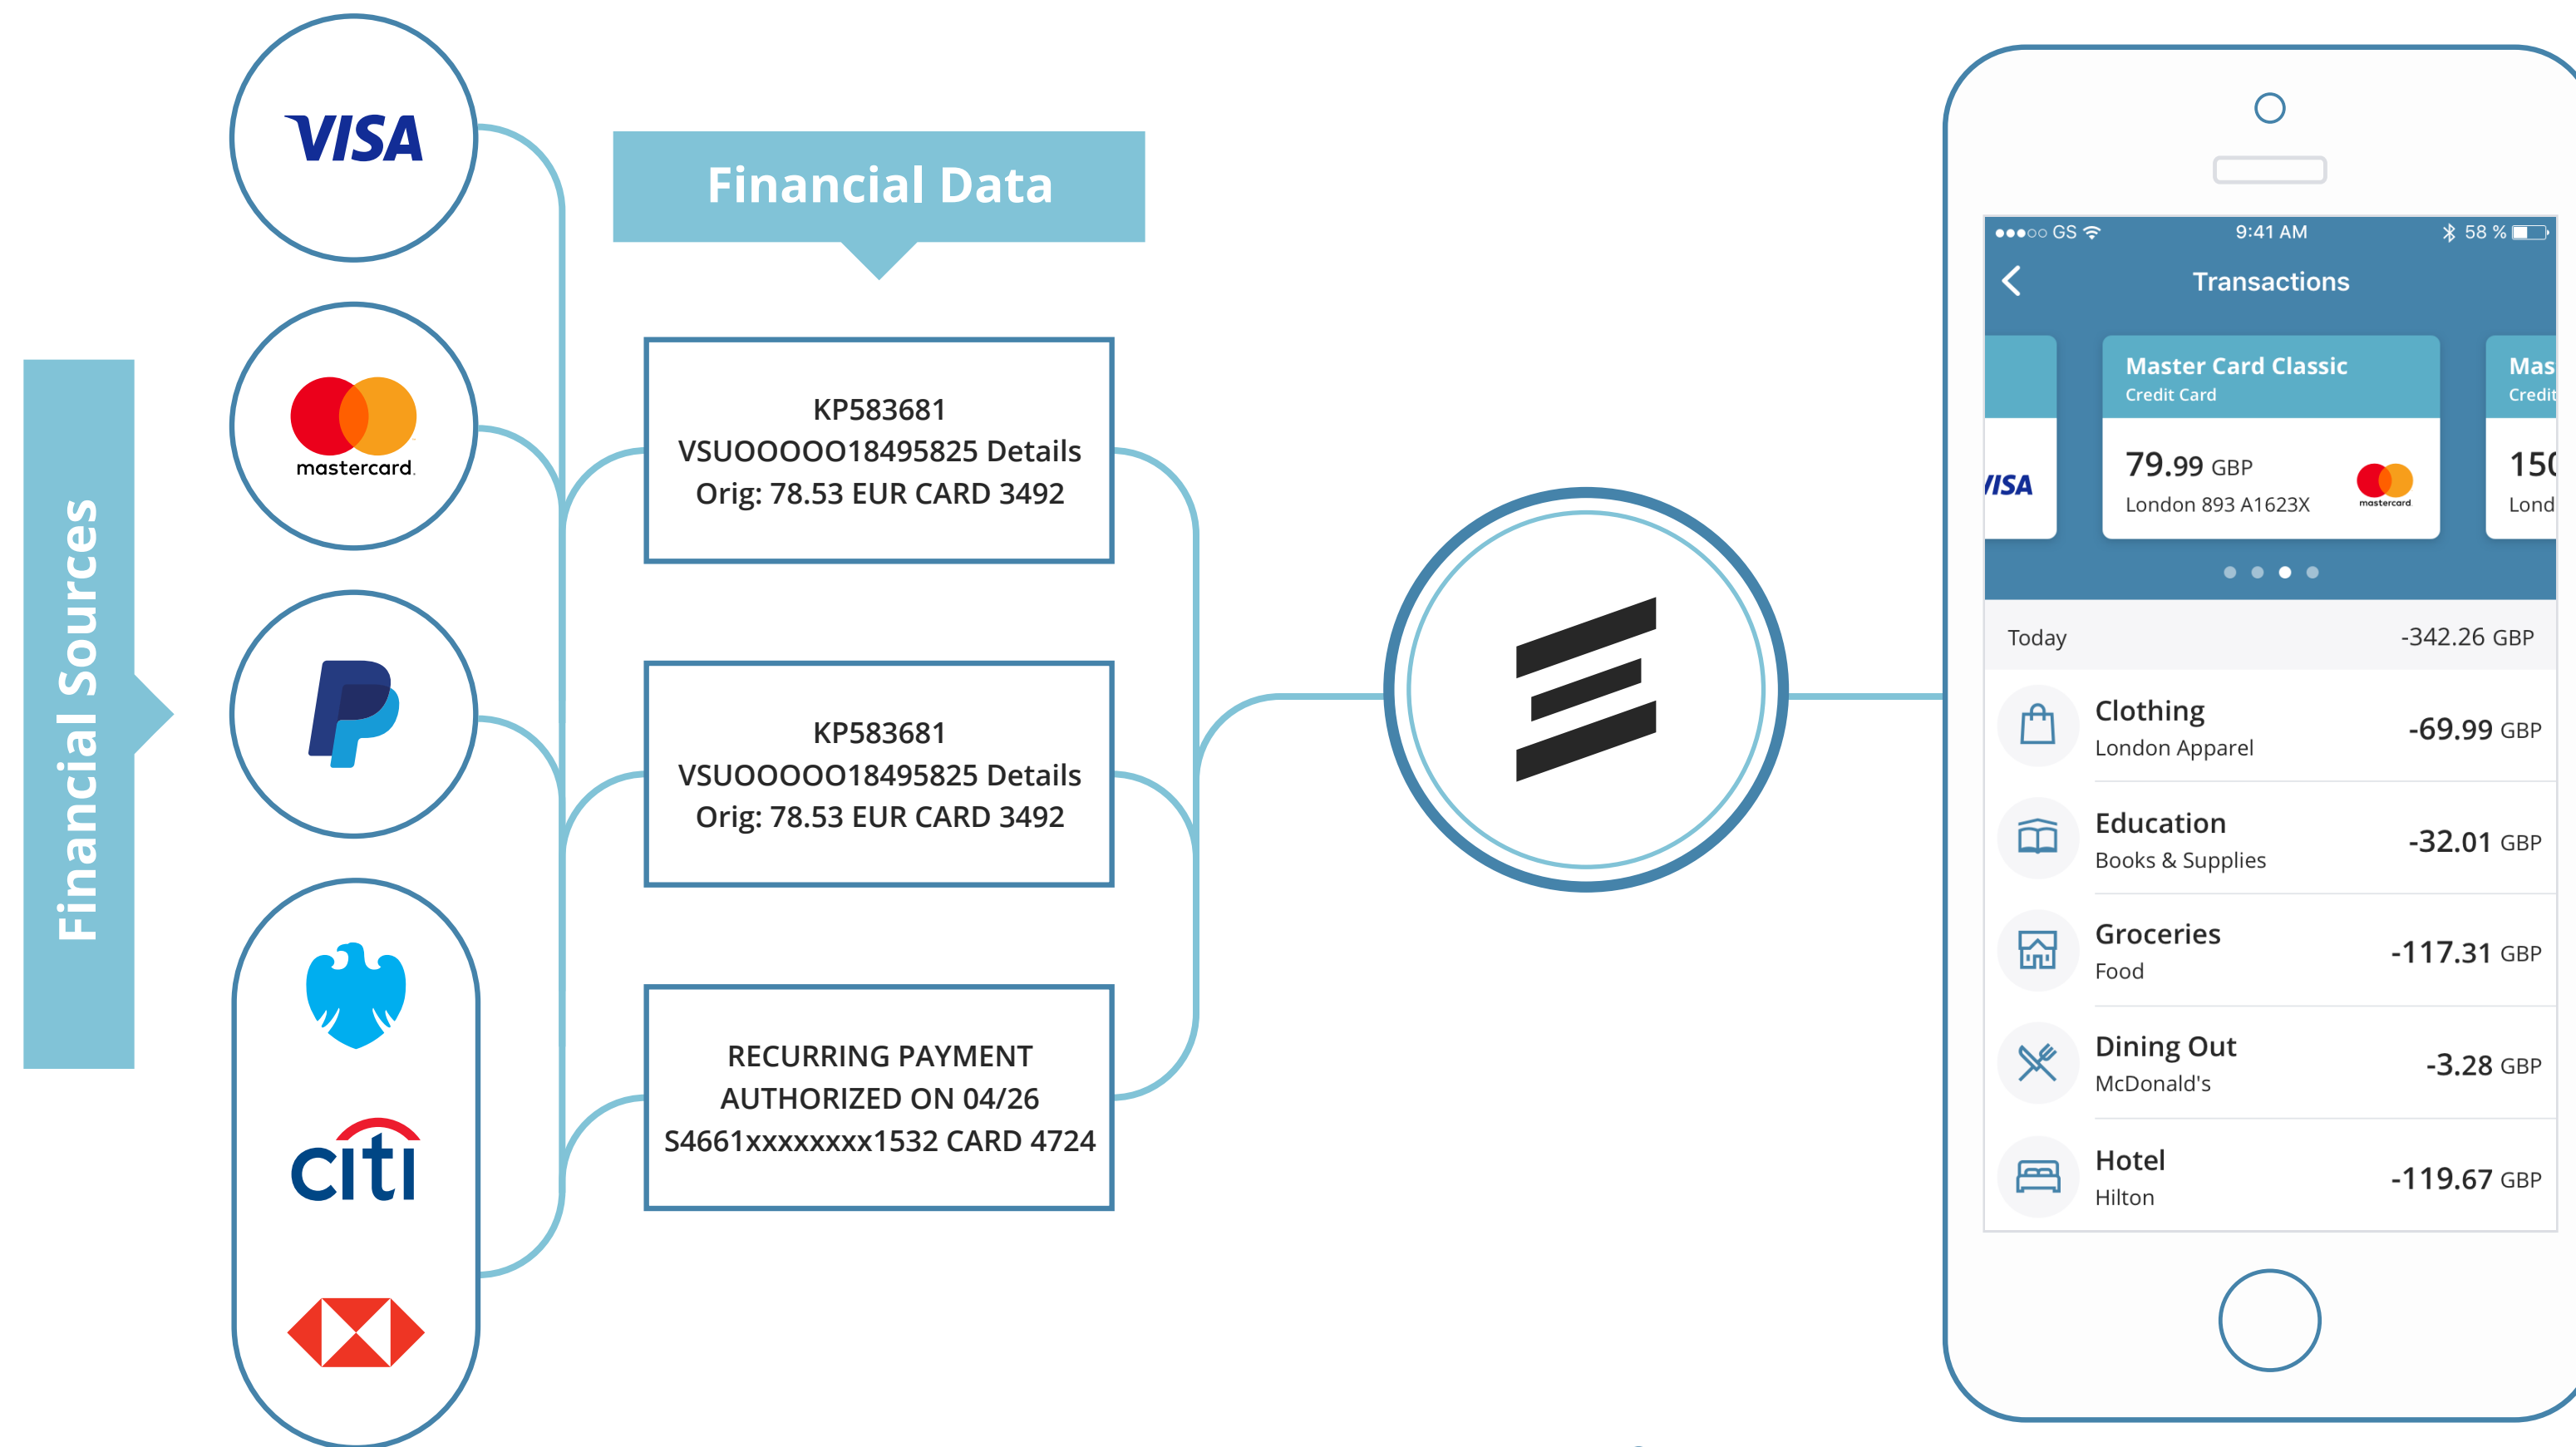 Financial Sources
VISA
mastercard.
citi
Financial Data
KP583681
VSUOOOOO18495825 Details
Orig: 78.53 EUR CARD 3492
KP583681
VSUOOOOO18495825 Details
Orig: 78.53 EUR CARD 3492
RECURRING PAYMENT
AUTHORIZED ON 04/26
S4661xxxxxxxx1532 CARD 4724
GS 9:41 AM 58 %
Transactions
VISA
Master Card Classic
Credit Card
79.99 GBP
London 893 A1623X
mastercard
Mas
Credit
150
Lond
Today -342.26 GBP
Clothing
London Apparel
-69.99 GBP
Education
Books & Supplies
-32.01 GBP
Groceries
Food
-117.31 GBP
Dining Out
McDonald's
-3.28 GBP
Hotel
Hilton
-119.67 GBP